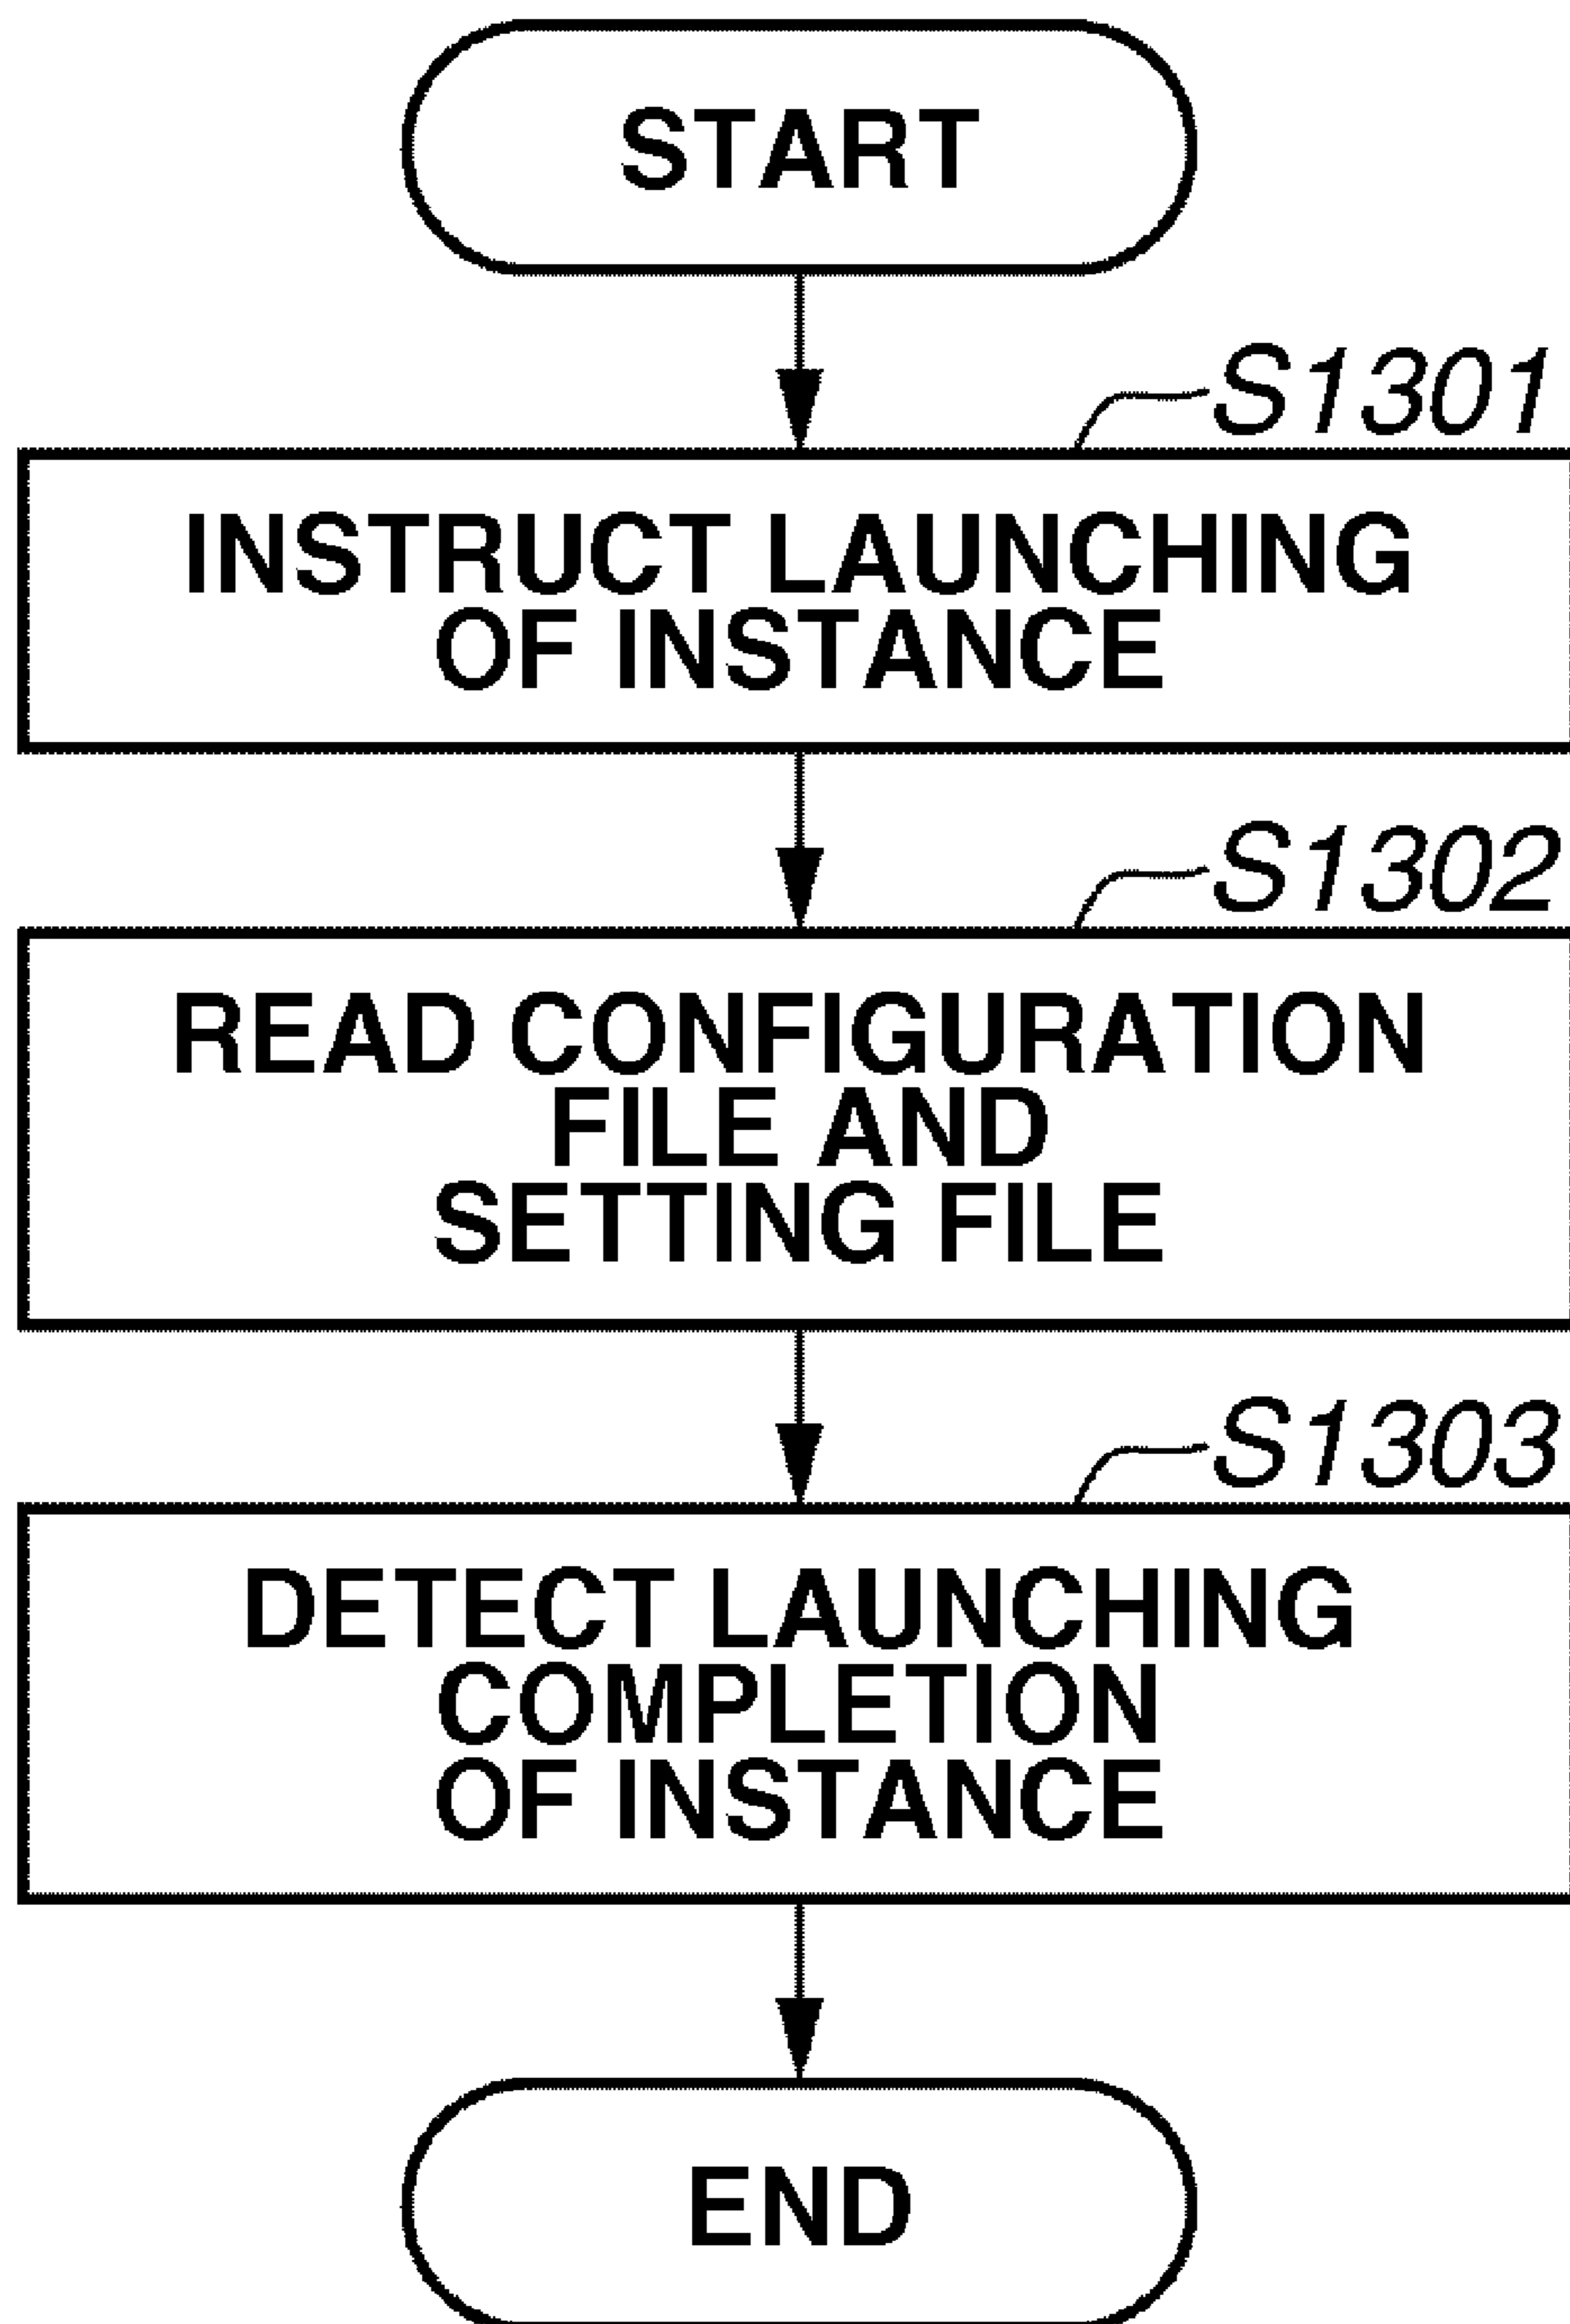 START
S1301
INSTRUCT LAUNCHING
OF INSTANCE
S1302
READ CONFIGURATION
FILE AND
SETTING FILE
S1303
DETECT LAUNCHING
COMPLETION
OF INSTANCE
END